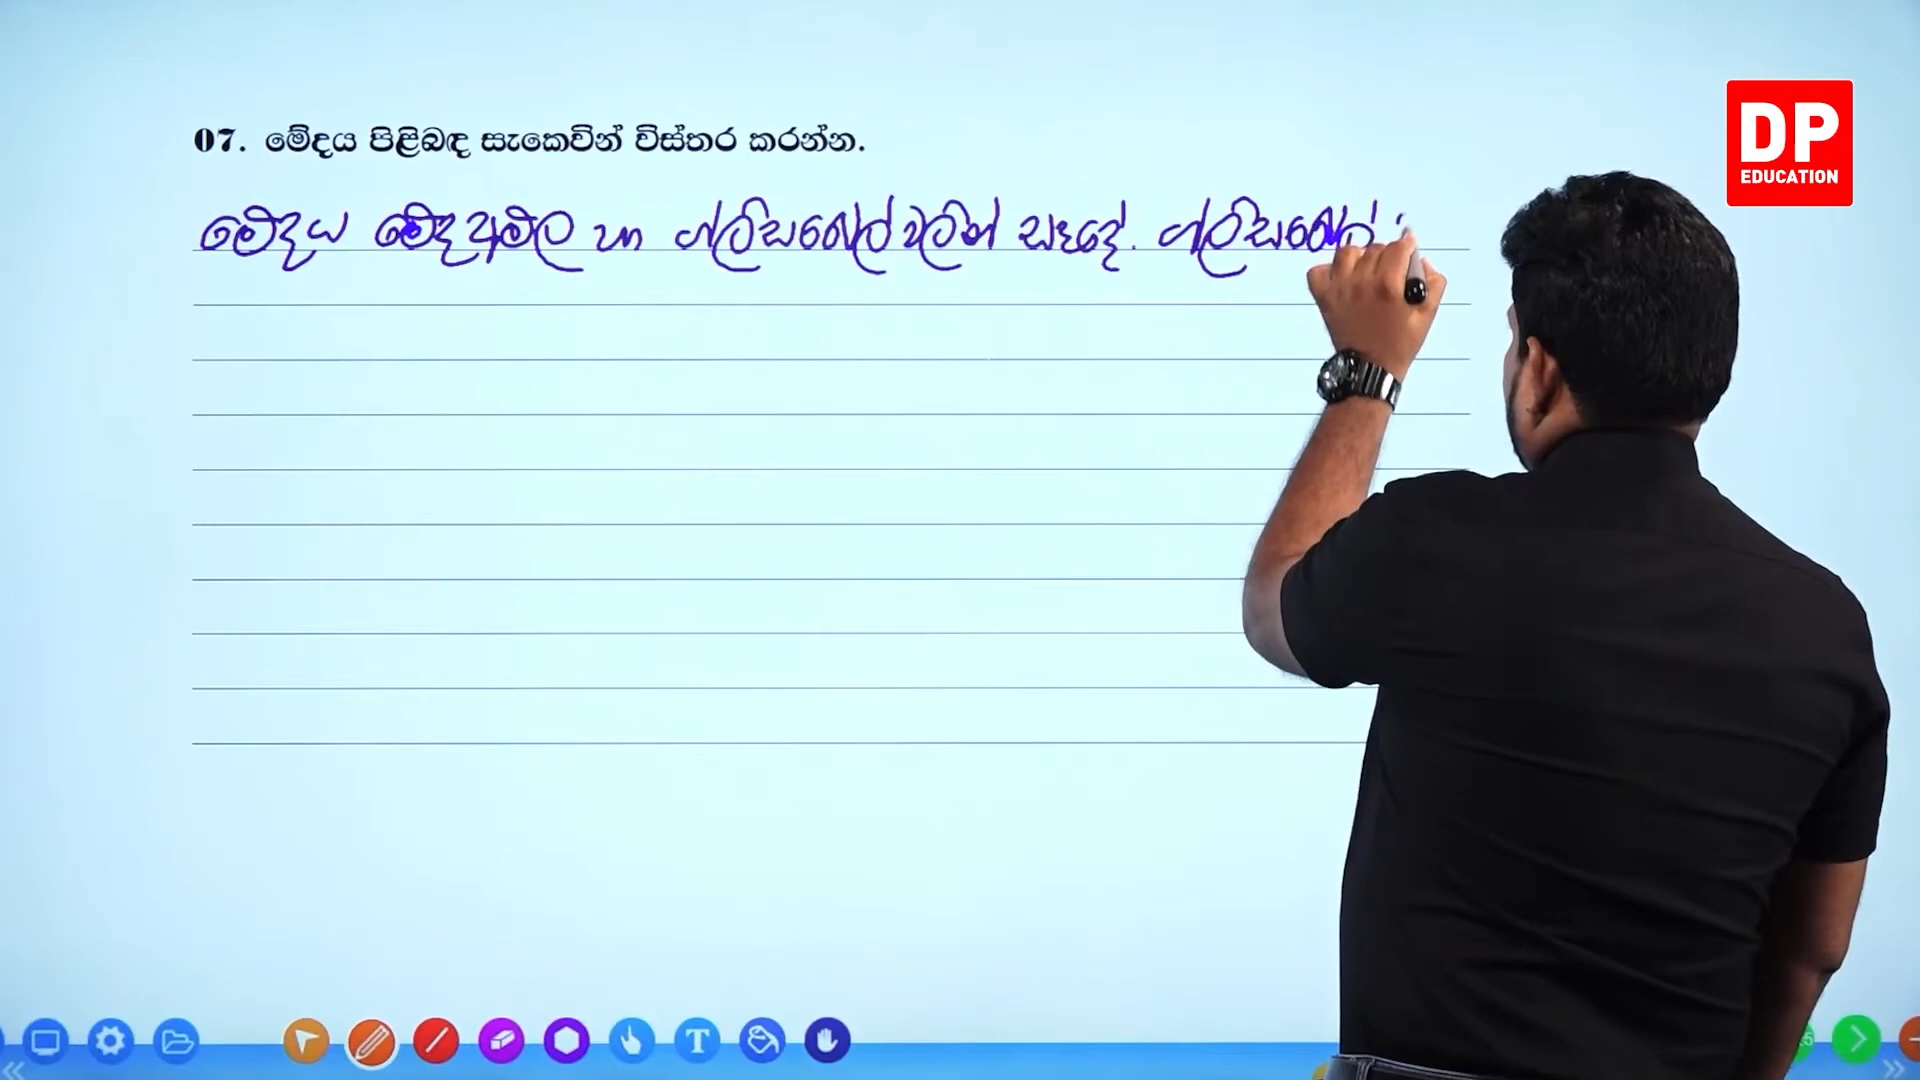 07. මේදය පිළිබඳ සැකෙවින් විස්තර කරන්න.
මේදය මේද අම්ල හා ග්ලිසරෝල් වලින් සෑදේ. ග්ලිසරෝල්
DP
EDUCATION
T